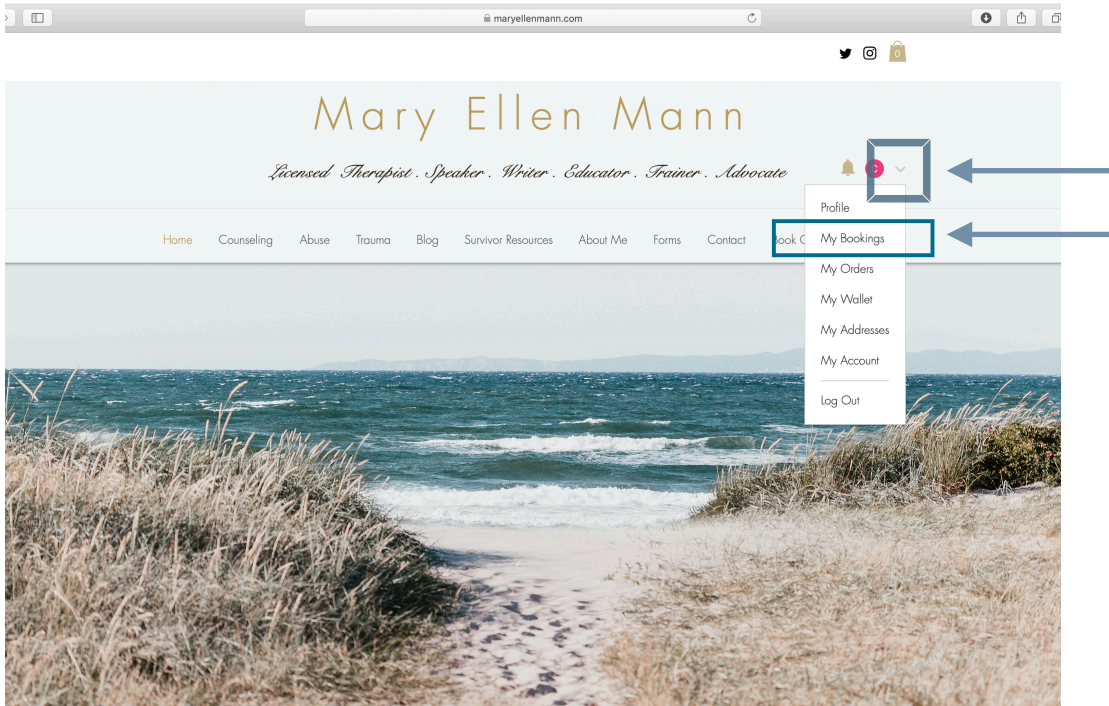 maryellenmann.com
0
Mary Ellen Mann
Licensed Therapist . Speaker . Writer . Educator . Trainer . Advocate
C
Profile
Home Counseling Abuse Trauma Blog Survivor Resources About Me Forms Contact Book
My Bookings
My Orders
My Wallet
My Addresses
My Account
Log Out